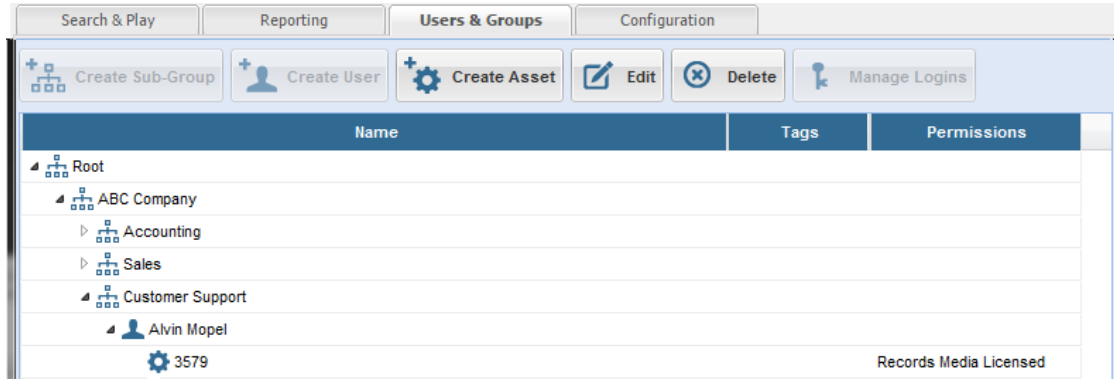 Search & Play Reporting Users & Groups Configuration
Create Sub-Group Create User Create Asset Edit Delete Manage Logins
Name Tags Permissions
Root
ABC Company
Accounting
Sales
Customer Support
Alvin Mopel
3579 Records Media Licensed